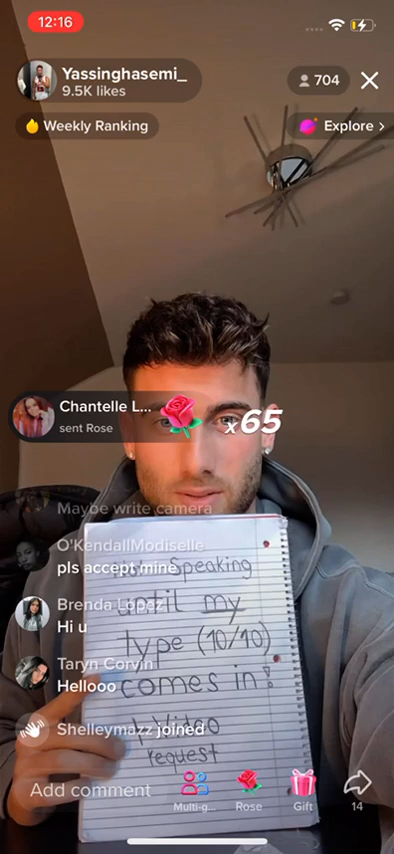 12:16
Yassinghasemi_
9.5K likes
704
Weekly Ranking
Explore >
Chantelle L...
sent Rose
x65
Maybe write camera
O'KendallModiselle
pls accept mine
Speaking
until my
Brenda Lopez
Hi u
type (10/10)
Taryn Corvin
Hellooo
comes in!
Shelleymazz joined
video
request
Add comment
Multi-g...
Rose
Gift
14